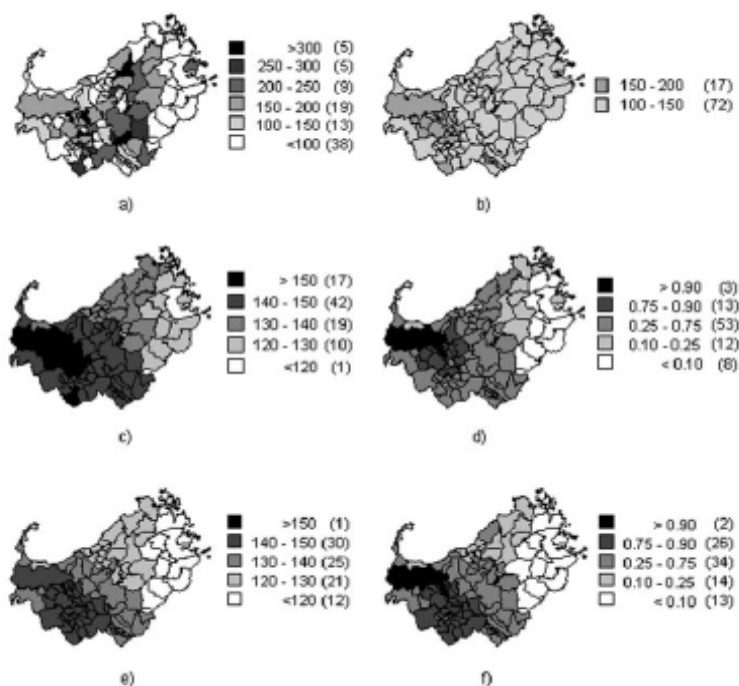 >300 (5)
250 - 300 (5)
200 - 250 (9)
150 - 200 (19)
100 - 150 (13)
<100 (38)
a)
150 - 200 (17)
100 - 150 (72)
b)
> 150 (17)
140 - 150 (42)
130 - 140 (19)
120 - 130 (10)
<120 (1)
c)
> 0.90 (3)
0.75 - 0.90 (13)
0.25 - 0.75 (53)
0.10 - 0.25 (12)
< 0.10 (8)
d)
>150 (1)
140 - 150 (30)
130 - 140 (25)
120 - 130 (21)
<120 (12)
e)
> 0.90 (2)
0.75 - 0.90 (26)
0.25 - 0.75 (34)
0.10 - 0.25 (14)
< 0.10 (13)
f)